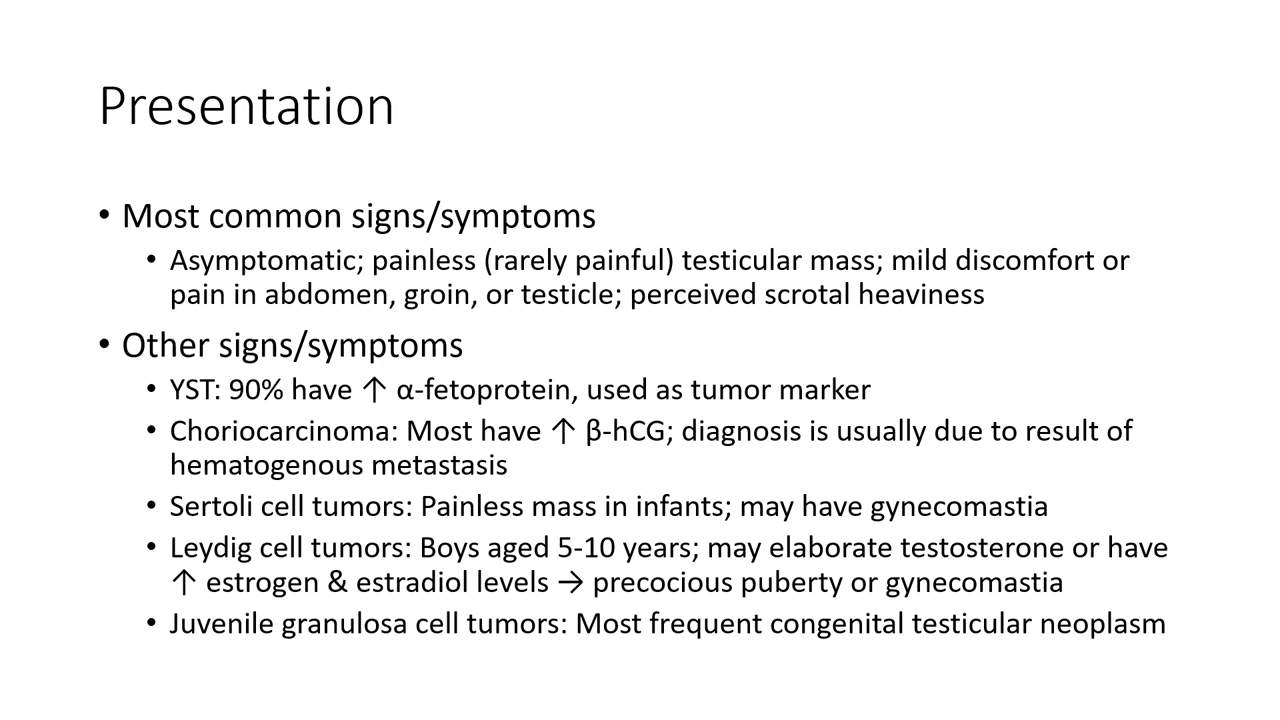 Presentation
• Most common signs/symptoms
• Asymptomatic; painless (rarely painful) testicular mass; mild discomfort or
pain in abdomen, groin, or testicle; perceived scrotal heaviness
• Other signs/symptoms
• YST: 90% have ↑ α-fetoprotein, used as tumor marker
• Choriocarcinoma: Most have ↑ β-hCG; diagnosis is usually due to result of
hematogenous metastasis
• Sertoli cell tumors: Painless mass in infants; may have gynecomastia
• Leydig cell tumors: Boys aged 5-10 years; may elaborate testosterone or have
↑ estrogen & estradiol levels → precocious puberty or gynecomastia
• Juvenile granulosa cell tumors: Most frequent congenital testicular neoplasm